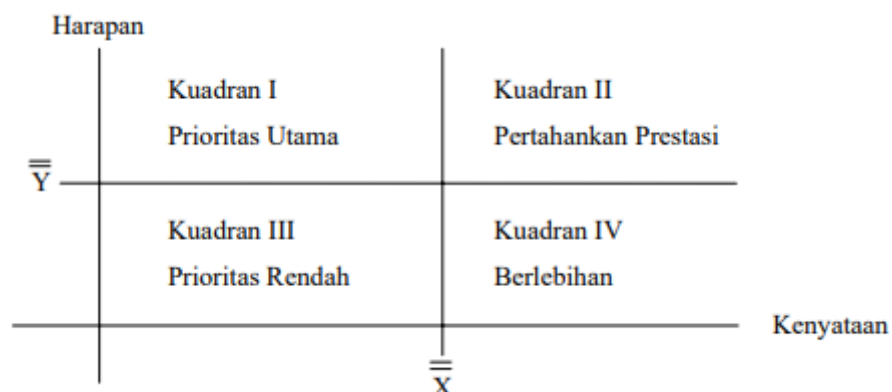 Harapan
Kuadran I
Prioritas Utama
Kuadran II
Pertahankan Prestasi
Y̿
Kuadran III
Prioritas Rendah
Kuadran IV
Berlebihan
Kenyataan
X̿